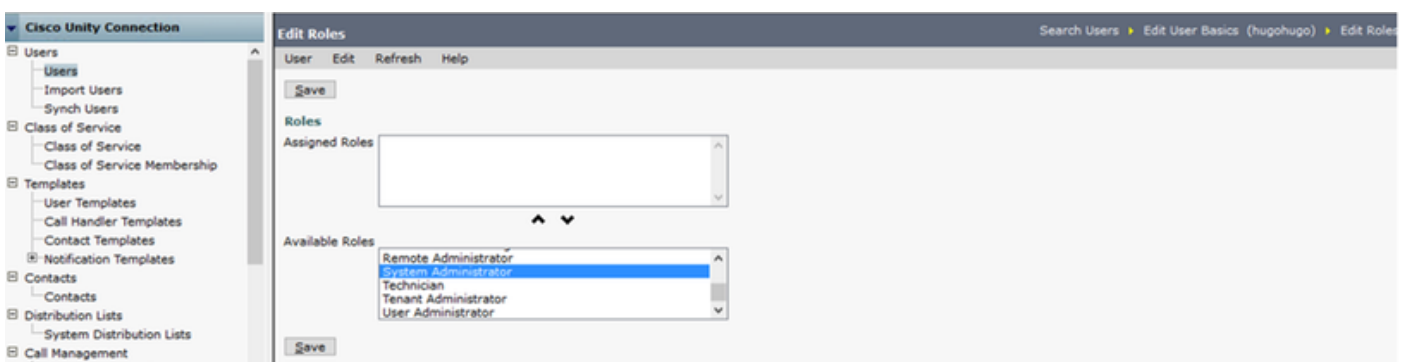 Cisco Unity Connection
Users
Users
Import Users
Synch Users
Class of Service
Class of Service
Class of Service Membership
Templates
User Templates
Call Handler Templates
Contact Templates
Notification Templates
Contacts
Contacts
Distribution Lists
System Distribution Lists
Call Management
Edit Roles
Search Users Edit User Basics (hugohugo) Edit Roles
User Edit Refresh Help
Save
Roles
Assigned Roles
Available Roles
Remote Administrator
System Administrator
Technician
Tenant Administrator
User Administrator
Save